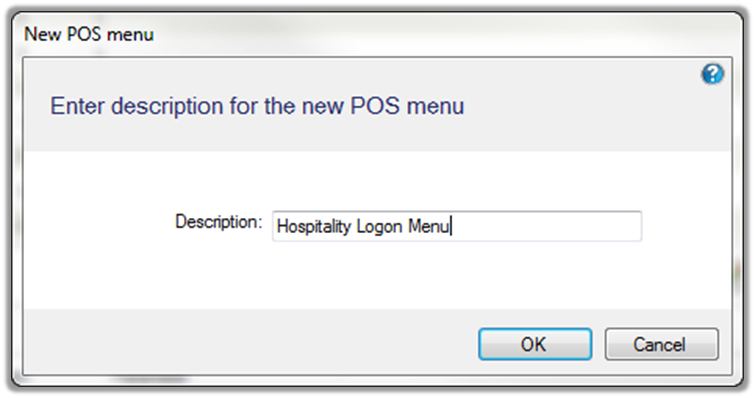 New POS menu
?
Enter description for the new POS menu
Description: Hospitality Logon Menu
OK Cancel